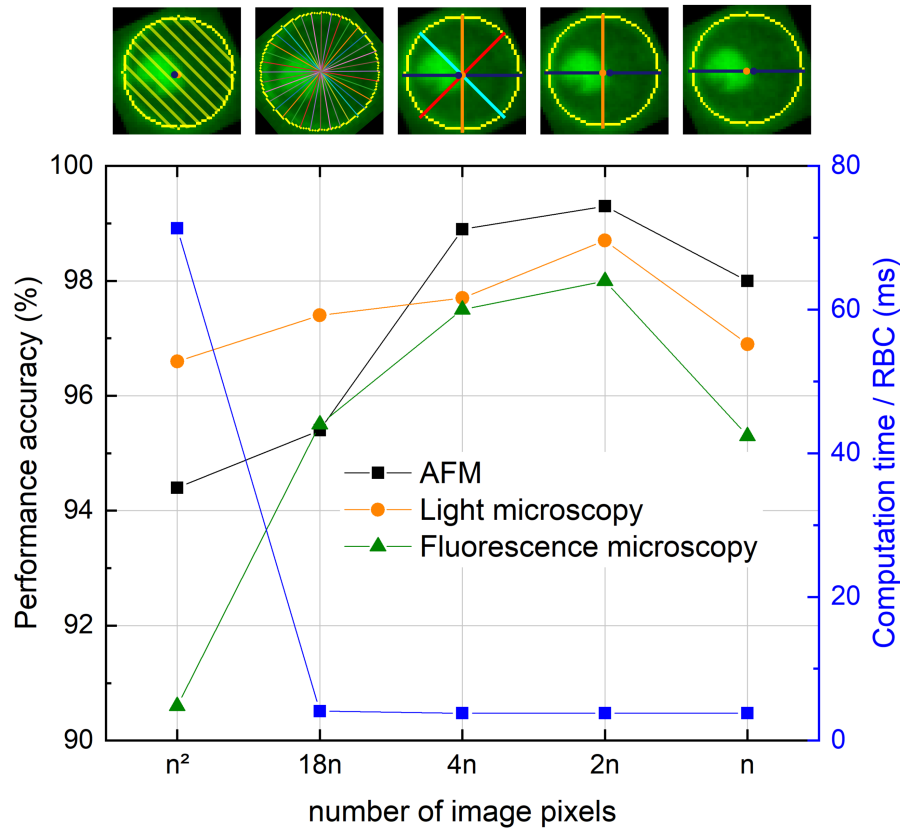 100
98
96
94
92
90
Performance accuracy (%)
80
60
40
20
0
Computation time / RBC (ms)
AFM
Light microscopy
Fluorescence microscopy
n²
18n
4n
2n
n
number of image pixels